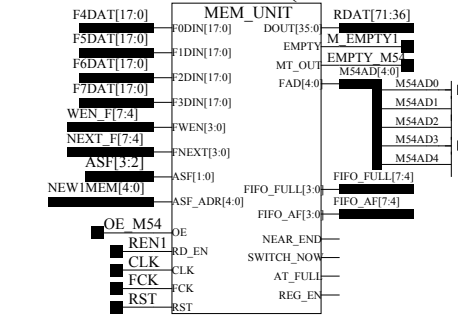 MEM_UNIT
F4DAT[17:0]
F0DIN[17:0]
F5DAT[17:0]
F1DIN[17:0]
F6DAT[17:0]
F2DIN[17:0]
F7DAT[17:0]
F3DIN[17:0]
WEN_F[7:4]
FWEN[3:0]
NEXT_F[7:4]
FNEXT[3:0]
ASF[3:2]
ASF[1:0]
NEW1MEM[4:0]
ASF_ADR[4:0]
OE_M54
OE
REN1
RD_EN
CLK
CLK
FCK
FCK
RST
RST
RDAT[71:36]
DOUT[35:0]
M_EMPTY1
EMPTY
EMPTY_M54
MT_OUT
M54AD[4:0]
FAD[4:0]
M54AD0
M54AD1
M54AD2
M54AD3
M54AD4
FIFO_FULL[7:4]
FIFO_FULL[3:0]
FIFO_AF[7:4]
FIFO_AF[3:0]
NEAR_END
SWITCH_NOW
AT_FULL
REG_EN